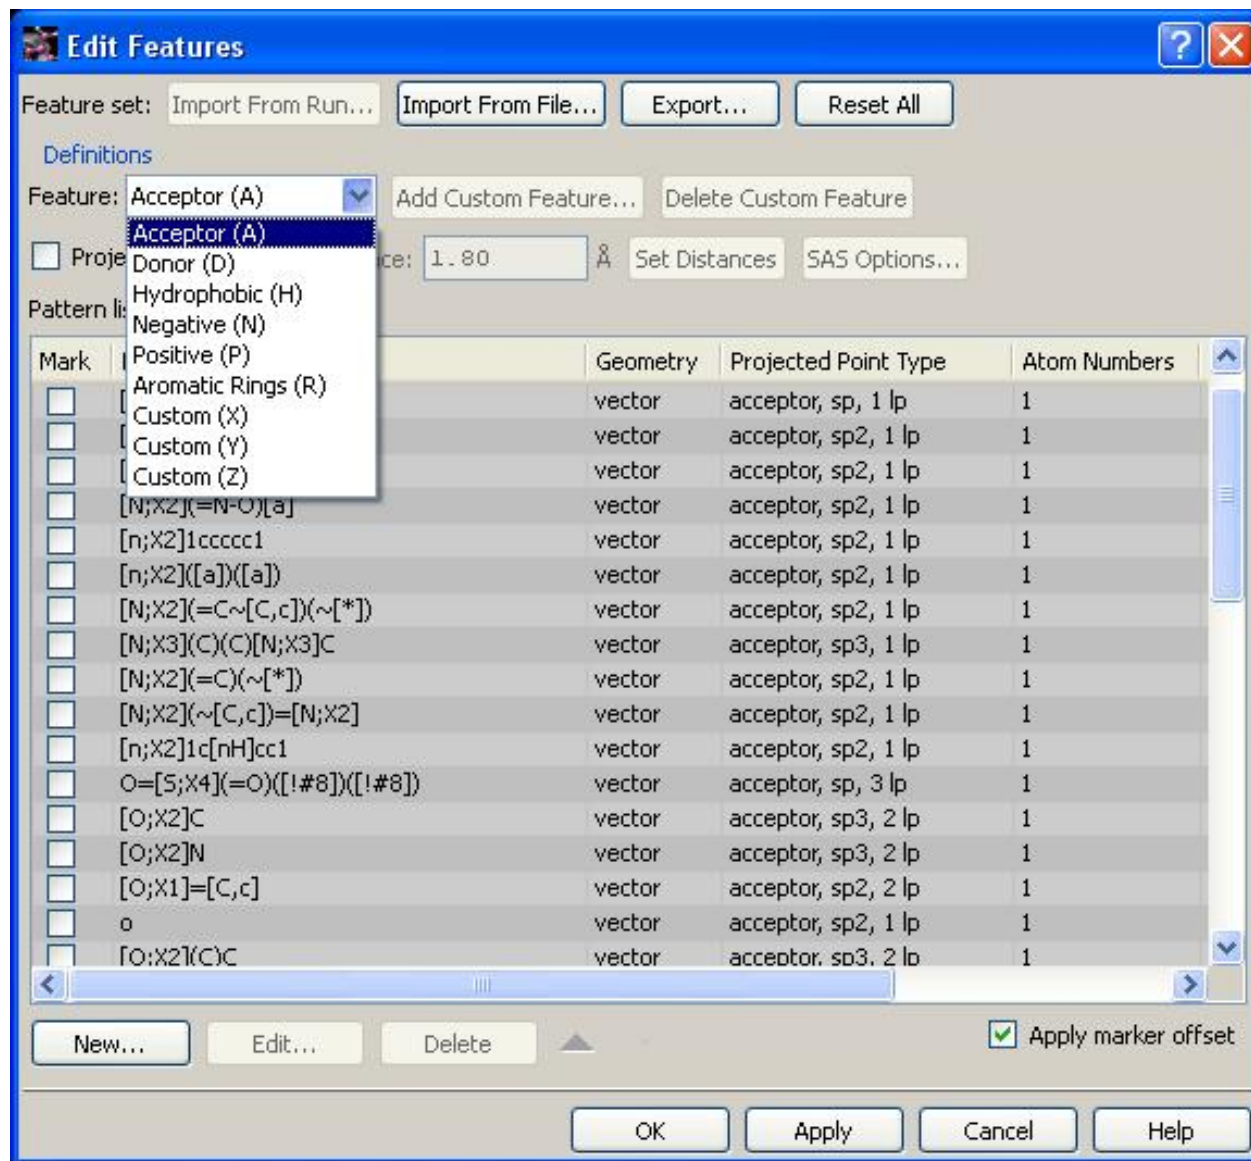 Edit Features
Feature set: Import From Run... Import From File... Export... Reset All
Definitions
Feature: Acceptor (A) Add Custom Feature... Delete Custom Feature
Acceptor (A)
Donor (D)
Hydrophobic (H)
Negative (N)
Positive (P)
Aromatic Rings (R)
Custom (X)
Custom (Y)
Custom (Z)
1.80 Å Set Distances SAS Options...
Pattern
Mark Geometry Projected Point Type Atom Numbers
vector acceptor, sp, 1 lp 1
vector acceptor, sp2, 1 lp 1
vector acceptor, sp2, 1 lp 1
[N;X2](=N-O)[a] vector acceptor, sp2, 1 lp 1
[n;X2]1ccccc1 vector acceptor, sp2, 1 lp 1
[n;X2]([a])([a]) vector acceptor, sp2, 1 lp 1
[N;X2](=C~[C,c])(~[*]) vector acceptor, sp2, 1 lp 1
[N;X3](C)(C)[N;X3]C vector acceptor, sp3, 1 lp 1
[N;X2](=C)(~[*]) vector acceptor, sp2, 1 lp 1
[N;X2](~[C,c])=[N;X2] vector acceptor, sp2, 1 lp 1
[n;X2]1c[nH]cc1 vector acceptor, sp2, 1 lp 1
O=[S;X4](=O)([!#8])([!#8]) vector acceptor, sp, 3 lp 1
[O;X2]C vector acceptor, sp3, 2 lp 1
[O;X2]N vector acceptor, sp3, 2 lp 1
[O;X1]=[C,c] vector acceptor, sp2, 2 lp 1
o vector acceptor, sp2, 1 lp 1
[O;X2](C)C vector acceptor, sp3, 2 lp 1
New... Edit... Delete Apply marker offset
OK Apply Cancel Help